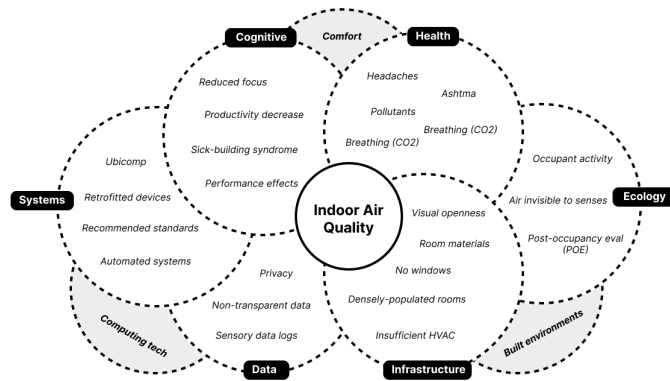 Comfort
Cognitive
Health
Reduced focus
Productivity decrease
Sick-building syndrome
Performance effects
Headaches
Ashtma
Pollutants
Breathing (CO2)
Breathing (CO2)
Systems
Ubicomp
Retrofitted devices
Recommended standards
Automated systems
Indoor Air
Quality
Ecology
Occupant activity
Air invisible to senses
Post-occupancy eval
(POE)
Visual openness
Room materials
No windows
Densely-populated rooms
Insufficient HVAC
Privacy
Non-transparent data
Sensory data logs
Computing tech
Built environments
Data
Infrastructure